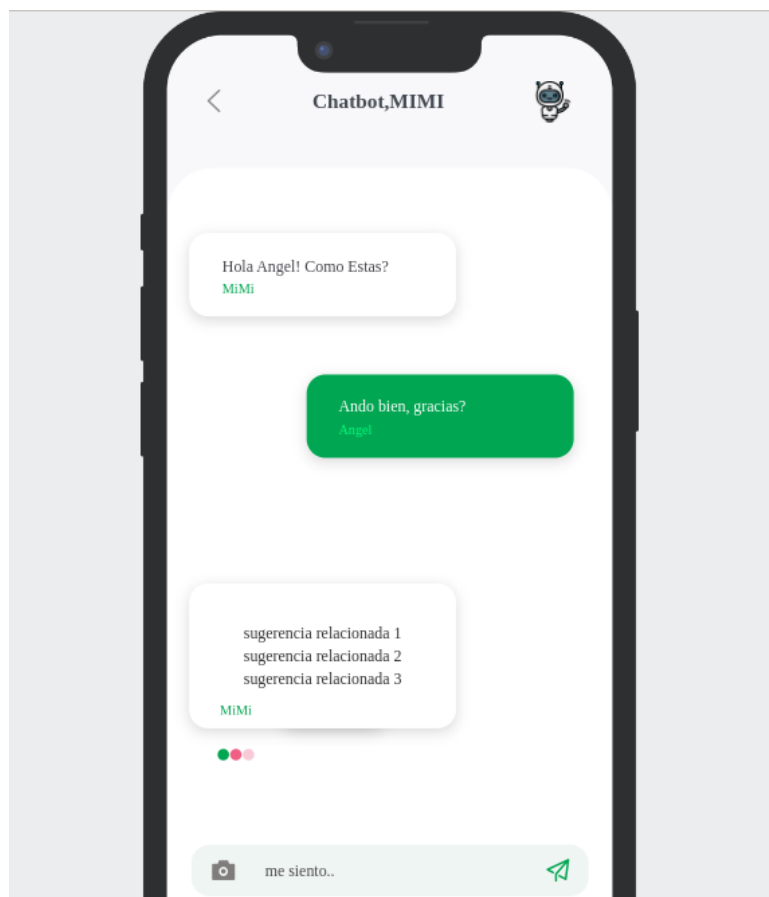 Chatbot,MIMI
Hola Angel! Como Estas?
MiMi
Ando bien, gracias?
Angel
sugerencia relacionada 1
sugerencia relacionada 2
sugerencia relacionada 3
MiMi
me siento..